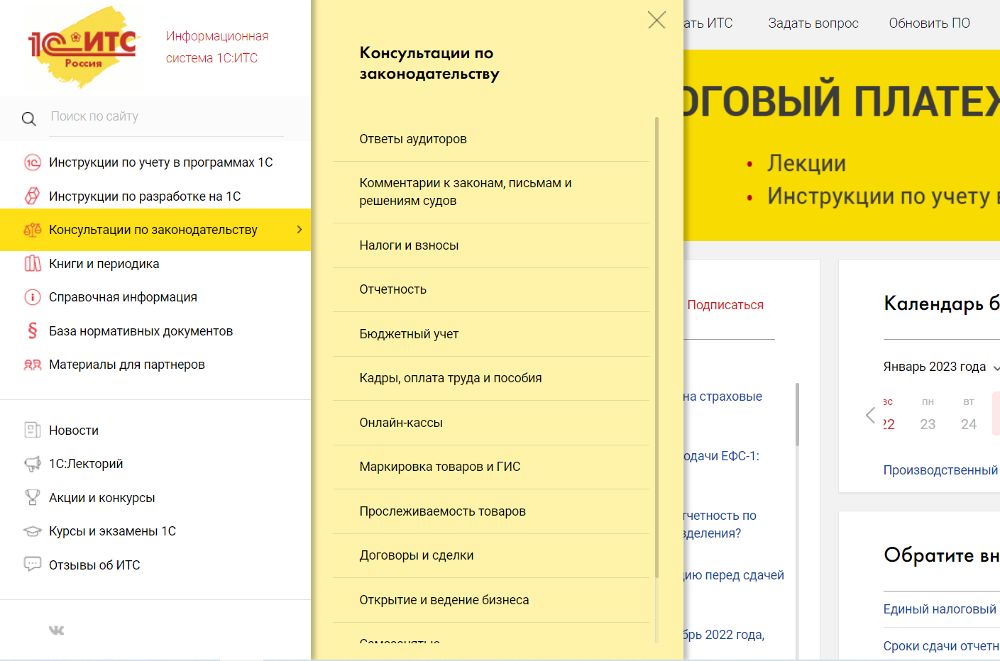 1С ИТС
Россия
Информационная
система 1С:ИТС
Поиск по сайту
Инструкции по учету в программах 1С
Инструкции по разработке на 1С
Консультации по законодательству
Книги и периодика
Справочная информация
База нормативных документов
Материалы для партнеров
Новости
1С:Лекторий
Акции и конкурсы
Курсы и экзамены 1С
Отзывы об ИТС
Консультации по
законодательству
Ответы аудиторов
Комментарии к законам, письмам и
решениям судов
Налоги и взносы
Отчетность
Бюджетный учет
Кадры, оплата труда и пособия
Онлайн-кассы
Маркировка товаров и ГИС
Прослеживаемость товаров
Договоры и сделки
Открытие и ведение бизнеса
Самозанятые
ать ИТС
Задать вопрос
Обновить ПО
ОГОВЫЙ ПЛАТЕЖ
• Лекции
• Инструкции по учету в
Подписаться
на страховые
одачи ЕФС-1:
тчетность по
зделения?
цию перед сдачей
брь 2022 года,
Календарь б
Январь 2023 года
вс пн вт
22 23 24
Производственный
Обратите вн
Единый налоговый
Сроки сдачи отчетн